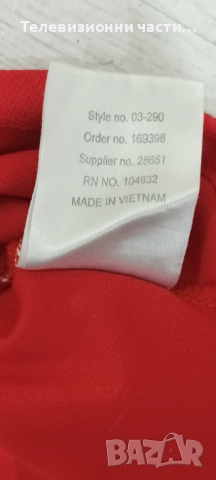 Телевизионни части
Style no. 03-290
Order no. 169398
Supplier no. 28651
RN NO. 104932
MADE IN VIETNAM
BAZAR